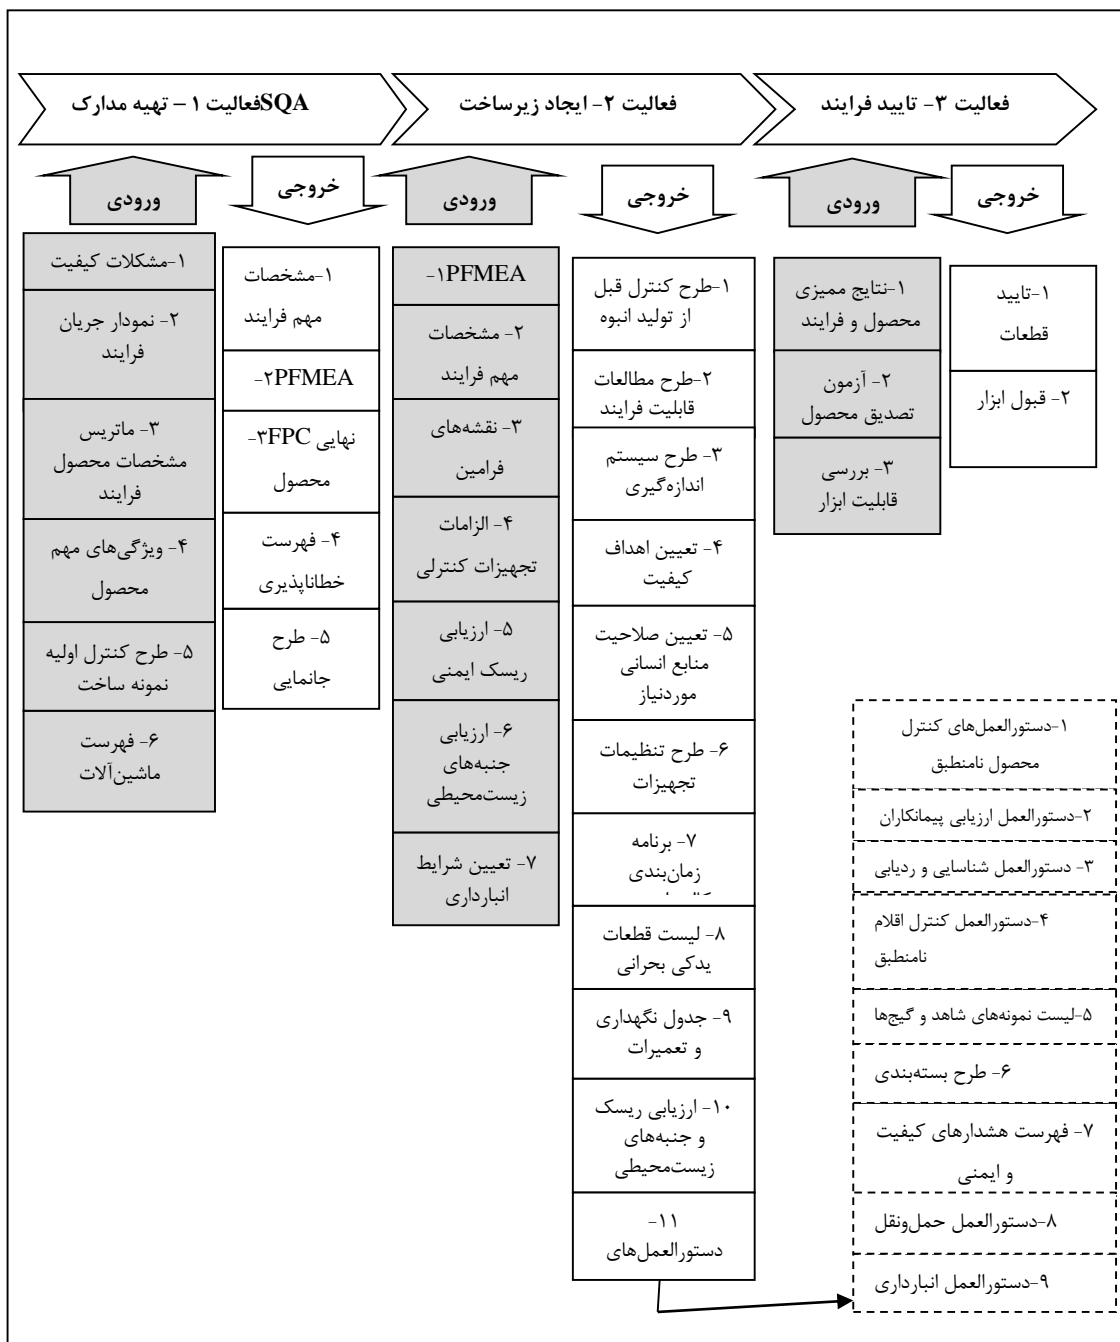 SQAفعالیت ۱ – تهیه مدارک
فعالیت ۲- ایجاد زیرساخت
فعالیت ۳- تایید فرایند
ورودی
۱-مشکلات کیفیت
۲- نمودار جریان
فرایند
۳- ماتریس
مشخصات محصول
فرایند
۴- ویژگی‌های مهم
محصول
۵- طرح کنترل اولیه
نمونه ساخت
۶- فهرست
ماشین‌آلات
خروجی
۱-مشخصات
مهم فرایند
-۲PFMEA
نهایی ۳FPC-
محصول
۴- فهرست
خطاناپذیری
۵- طرح
جانمایی
ورودی
-۱PFMEA
۲- مشخصات
مهم فرایند
۳- نقشه‌های
فرامین
۴- الزامات
تجهیزات کنترلی
۵- ارزیابی
ریسک ایمنی
۶- ارزیابی
جنبه‌های
زیست‌محیطی
۷- تعیین شرایط
انبارداری
خروجی
۱-طرح کنترل قبل
از تولید انبوه
۲-طرح مطالعات
قابلیت فرایند
۳- طرح سیستم
اندازه‌گیری
۴- تعیین اهداف
کیفیت
۵- تعیین صلاحیت
منابع انسانی
موردنیاز
۶- طرح تنظیمات
تجهیزات
۷- برنامه
زمان‌بندی
۸- لیست قطعات
یدکی بحرانی
۹- جدول نگهداری
و تعمیرات
۱۰- ارزیابی ریسک
و جنبه‌های
زیست‌محیطی
۱۱-
دستورالعمل‌های
ورودی
۱-نتایج ممیزی
محصول و فرایند
۲- آزمون
تصدیق محصول
۳- بررسی
قابلیت ابزار
خروجی
۱-تایید
قطعات
۲- قبول ابزار
۱-دستورالعمل‌های کنترل
محصول نامنطبق
۲-دستورالعمل ارزیابی پیمانکاران
۳- دستورالعمل شناسایی و ردیابی
۴-دستورالعمل کنترل اقلام
نامنطبق
۵-لیست نمونه‌های شاهد و گیج‌ها
۶- طرح بسته‌بندی
۷- فهرست هشدارهای کیفیت
و ایمنی
۸-دستورالعمل حمل‌ونقل
۹-دستورالعمل انبارداری